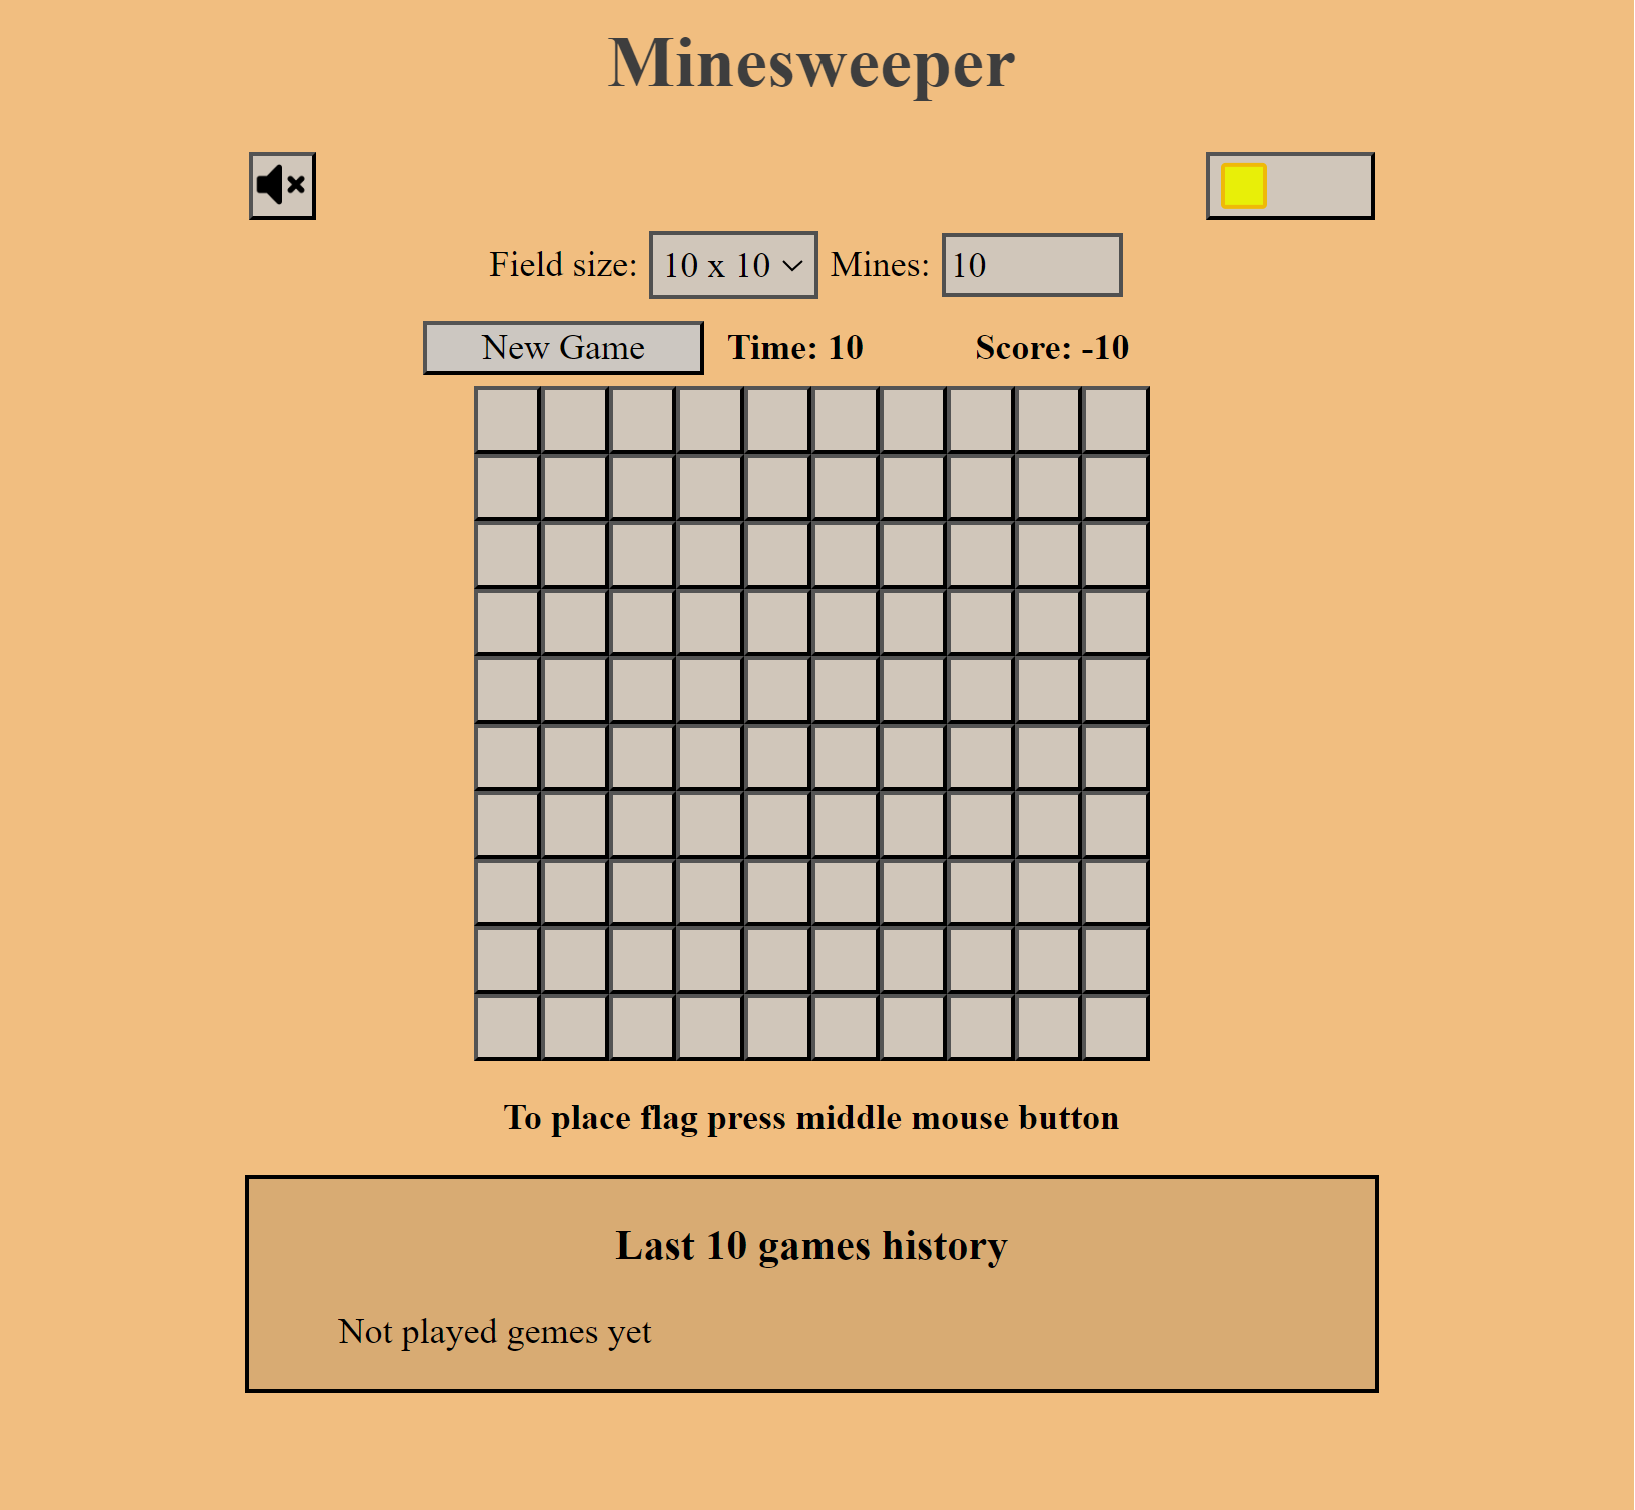 Minesweeper
Field size: 10 x 10 Mines: 10
New Game Time: 10 Score: -10
To place flag press middle mouse button
Last 10 games history
Not played gemes yet